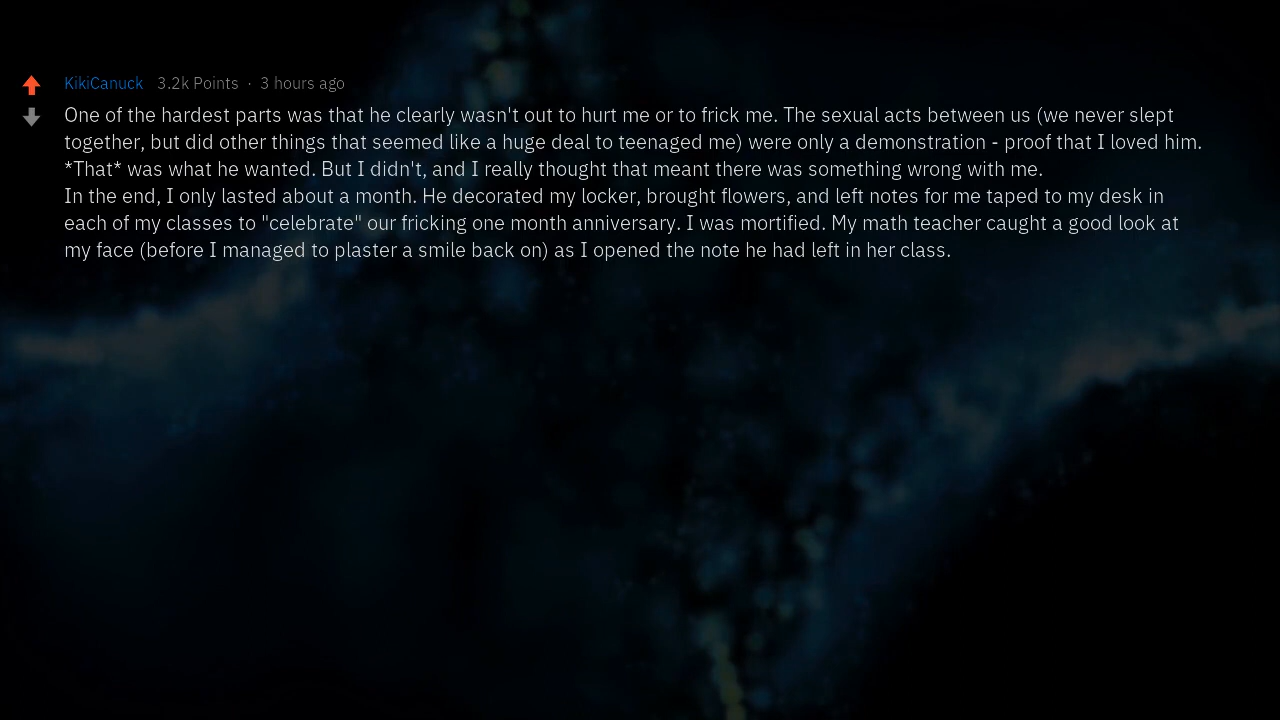 KikiCanuck 3.2k Points · 3 hours ago
One of the hardest parts was that he clearly wasn't out to hurt me or to frick me. The sexual acts between us (we never slept
together, but did other things that seemed like a huge deal to teenaged me) were only a demonstration - proof that I loved him.
*That* was what he wanted. But I didn't, and I really thought that meant there was something wrong with me.
In the end, I only lasted about a month. He decorated my locker, brought flowers, and left notes for me taped to my desk in
each of my classes to "celebrate" our fricking one month anniversary. I was mortified. My math teacher caught a good look at
my face (before I managed to plaster a smile back on) as I opened the note he had left in her class.